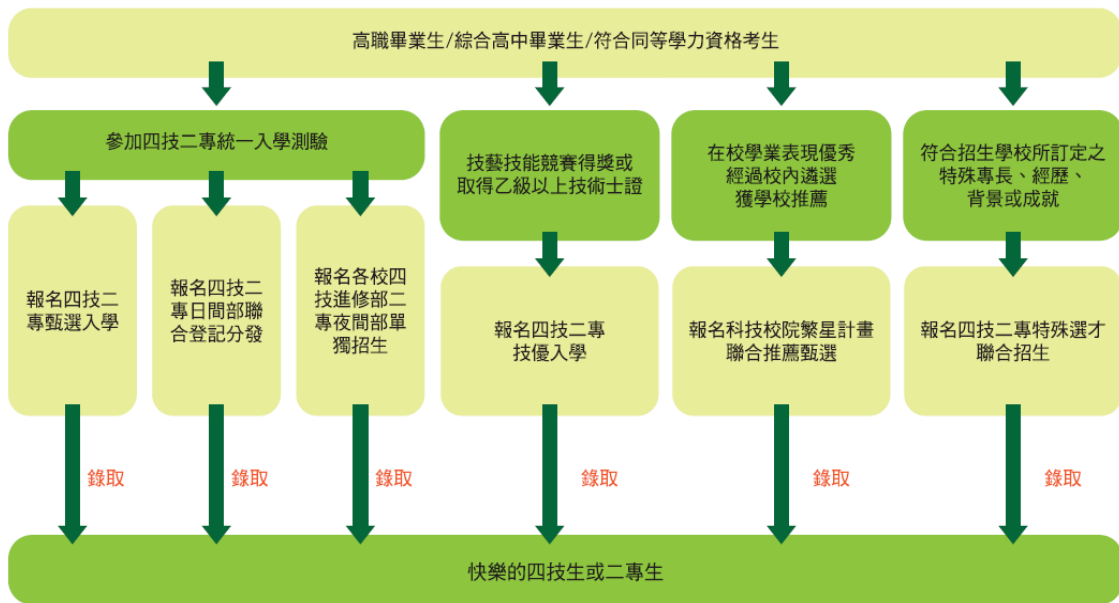 高職畢業生/綜合高中畢業生/符合同等學力資格考生
參加四技二專統一入學測驗
技藝技能競賽得獎或
取得乙級以上技術士證
在校學業表現優秀
經過校內遴選
獲學校推薦
符合招生學校所訂定之
特殊專長、經歷、
背景或成就
報名四技二
專甄選入學
報名四技二
專日間部聯
合登記分發
報名各校四
技進修部二
專夜間部單
獨招生
報名四技二專
技優入學
報名科技校院繁星計畫
聯合推薦甄選
報名四技二專特殊選才
聯合招生
錄取
錄取
錄取
錄取
錄取
錄取
快樂的四技生或二專生